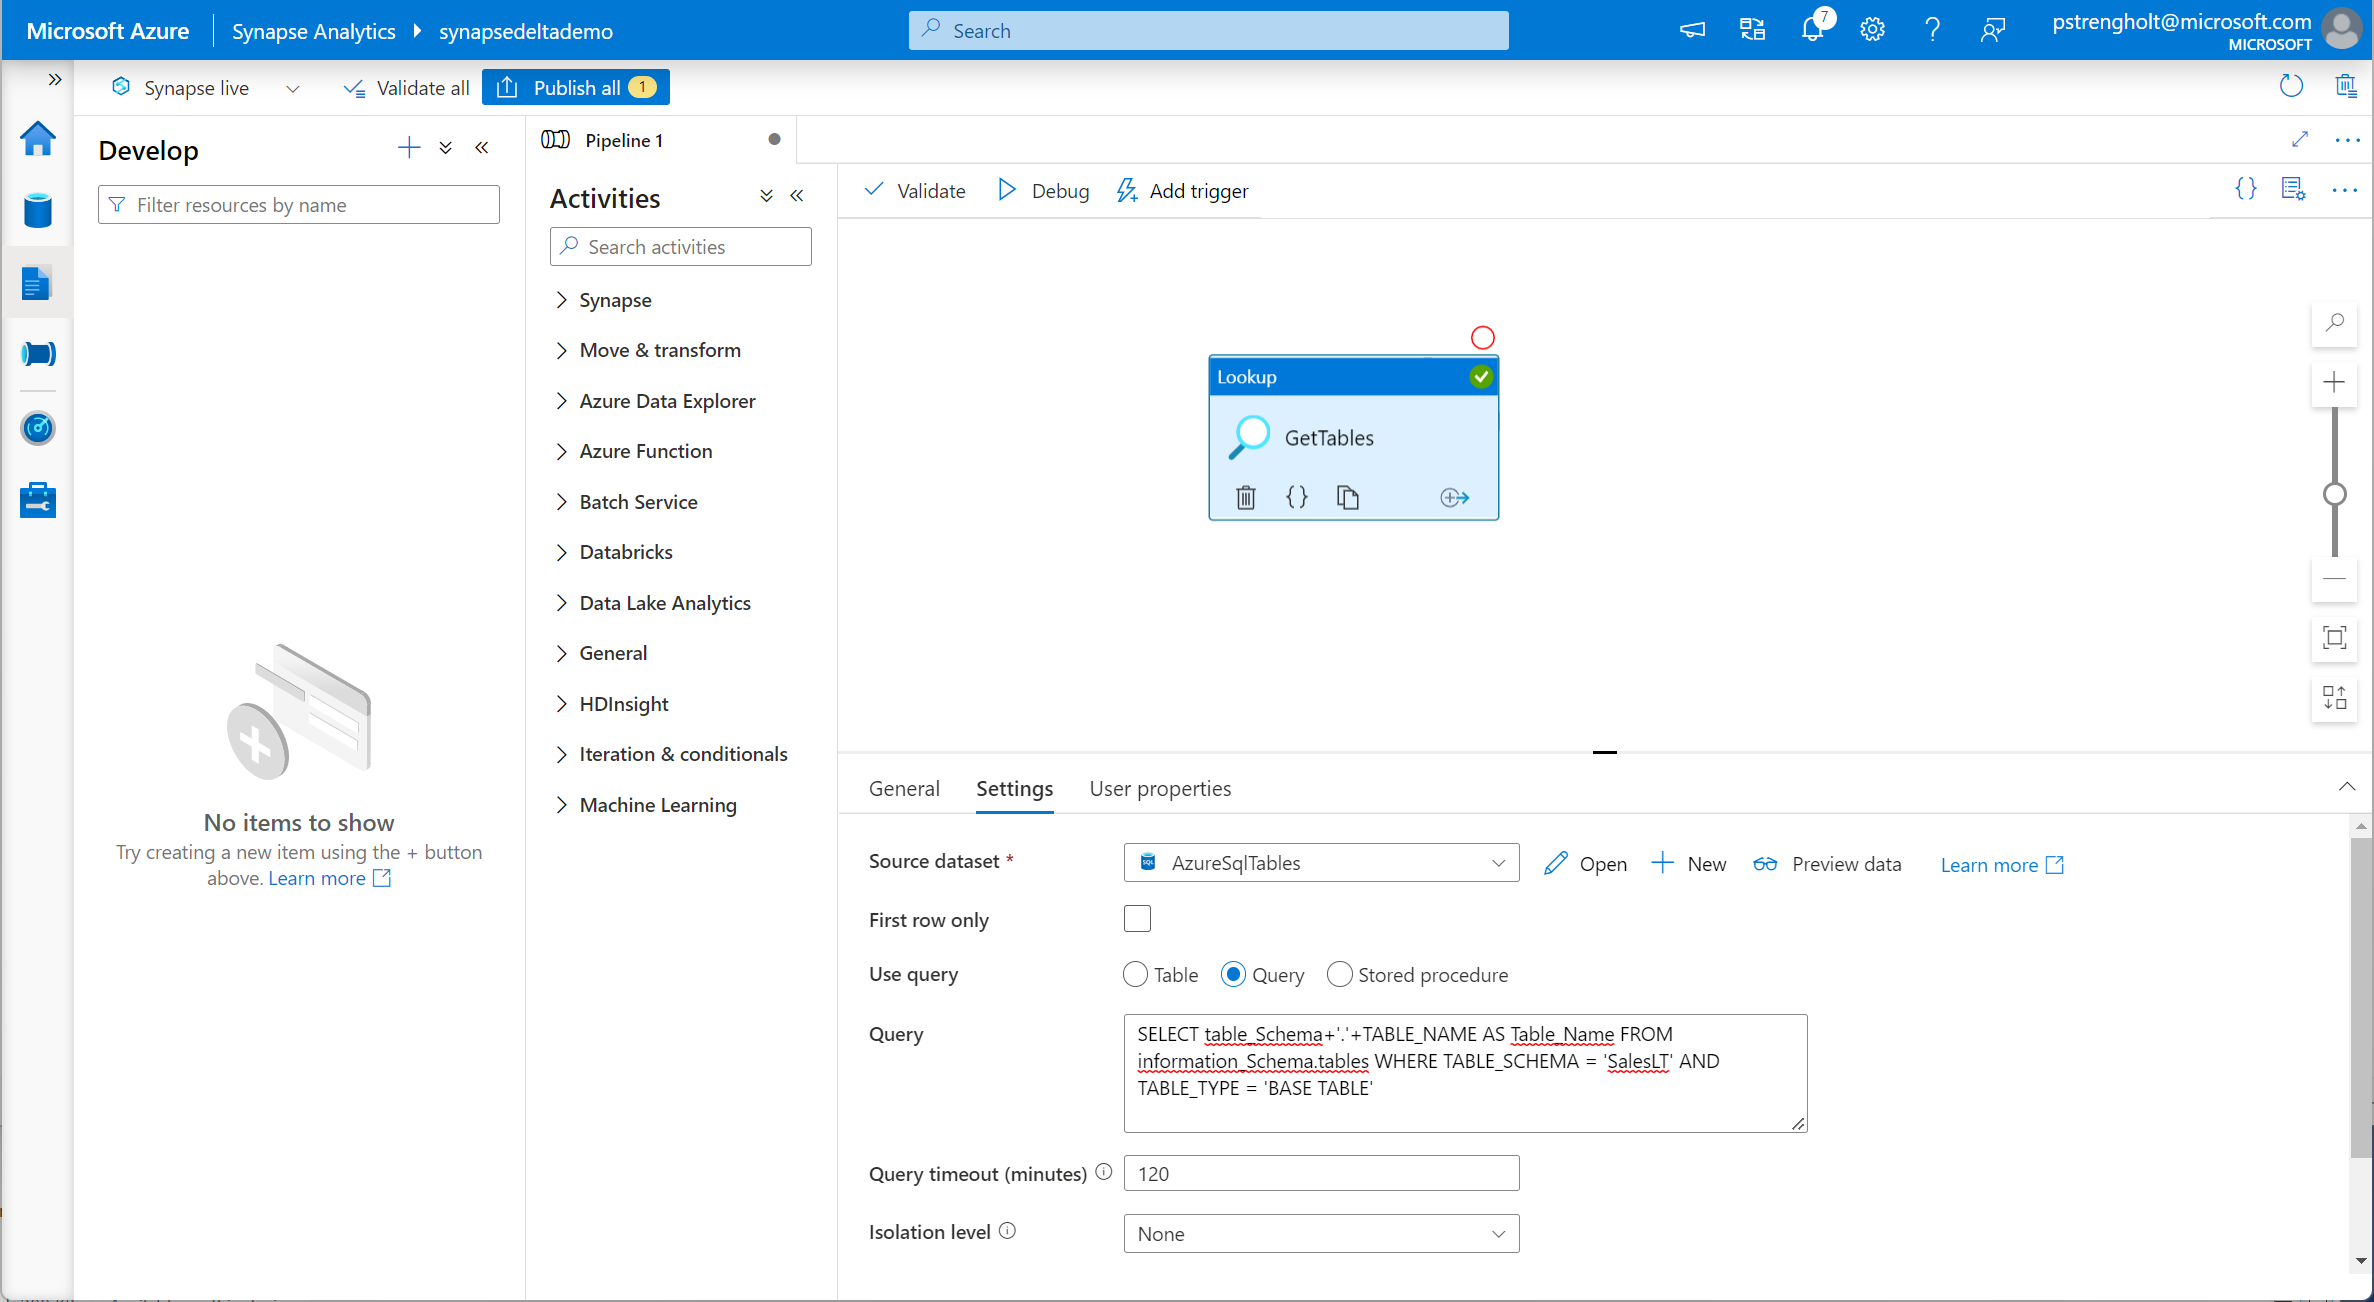 Microsoft Azure
Synapse Analytics
synapsedeltademo
Search
7
pstrengholt@microsoft.com
MICROSOFT
Synapse live
Validate all
Publish all
1
Develop
Filter resources by name
No items to show
Try creating a new item using the + button
above. Learn more
Pipeline 1
Activities
Search activities
Synapse
Move & transform
Azure Data Explorer
Azure Function
Batch Service
Databricks
Data Lake Analytics
General
HDInsight
Iteration & conditionals
Machine Learning
Validate
Debug
Add trigger
Lookup
GetTables
General
Settings
User properties
Source dataset *
AzureSqlTables
Open
New
Preview data
Learn more
First row only
Use query
Table
Query
Stored procedure
Query
SELECT table_Schema+'.'+TABLE_NAME AS Table_Name FROM
information_Schema.tables WHERE TABLE_SCHEMA = 'SalesLT' AND
TABLE_TYPE = 'BASE TABLE'
Query timeout (minutes)
120
Isolation level
None